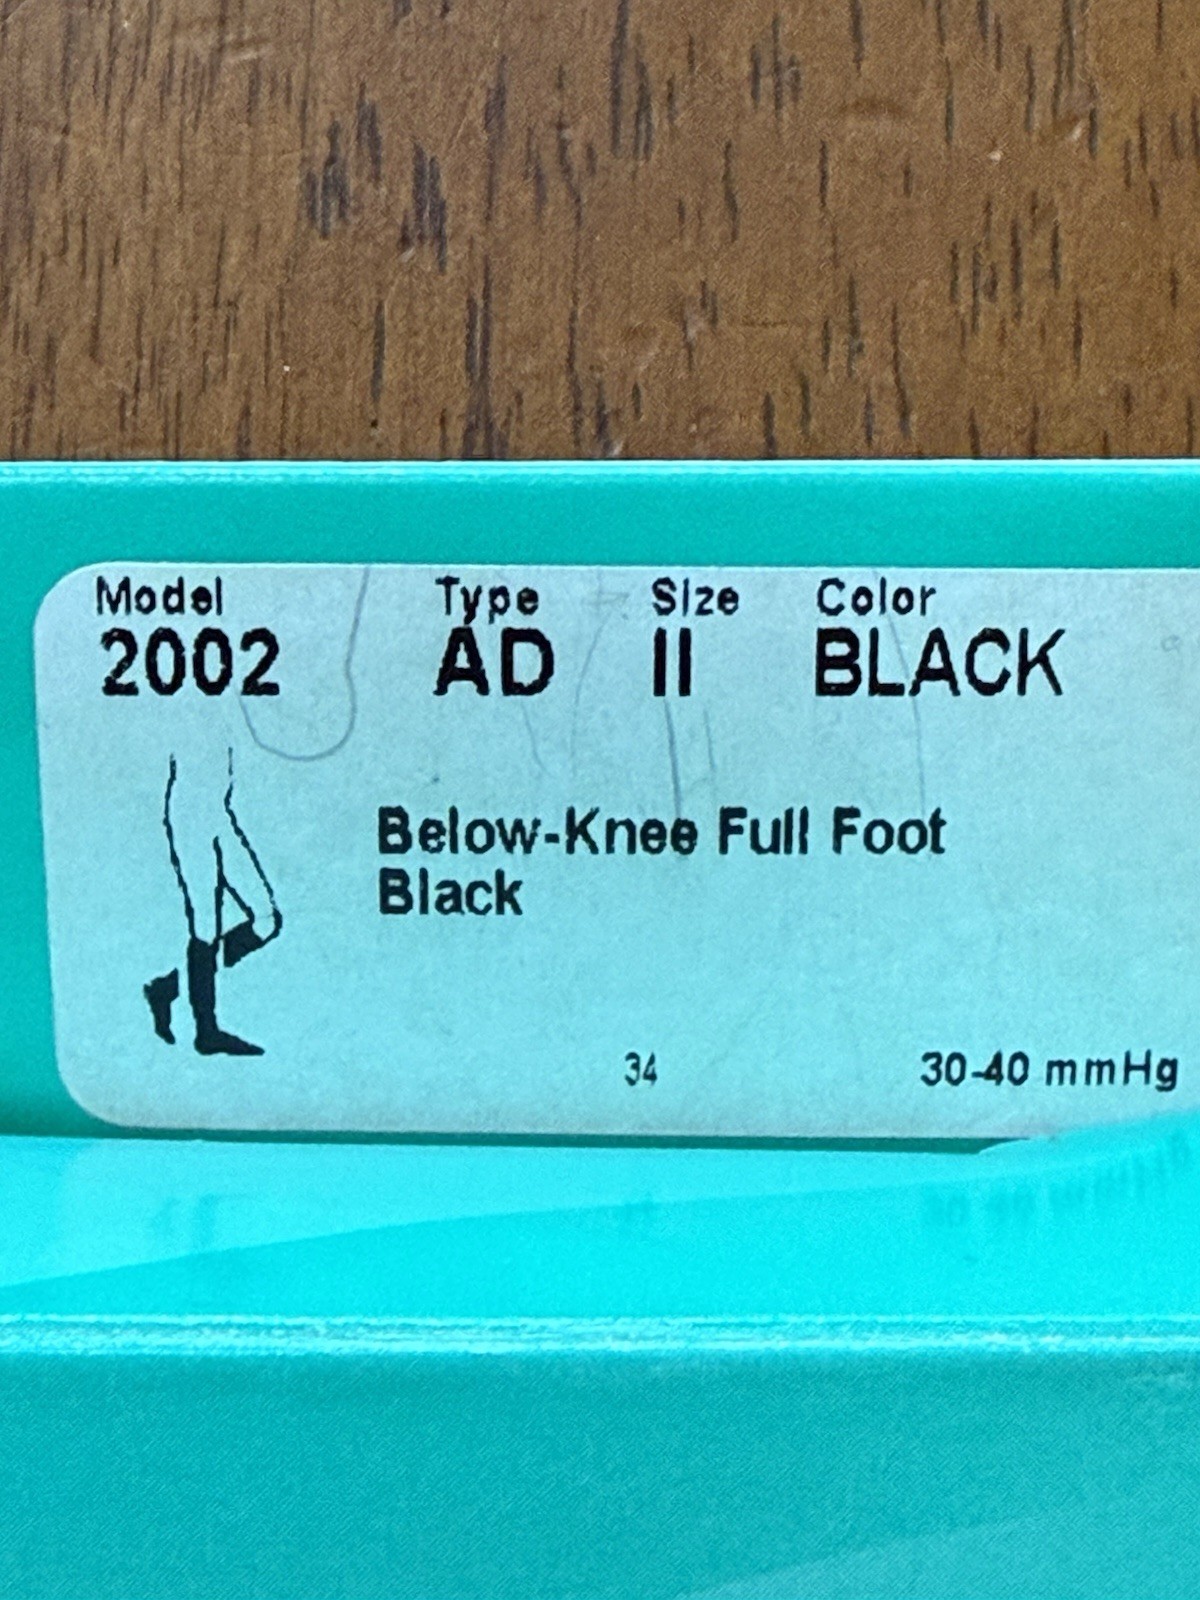 Model Type Size Color
2002 AD II BLACK
Below-Knee Full Foot
Black
34 30-40 mmHg